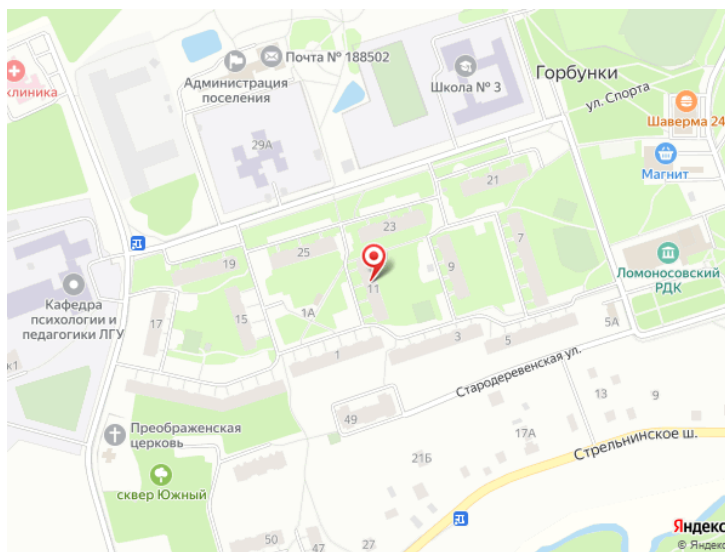 Почта № 188502
Администрация
поселения
Школа № 3
Горбунки
ул. Спорта
Шаверма 24
Магнит
клиника
29А
21
23
25
19
7
9
11
Ломоносовский
РДК
Кафедра
психологии и
педагогики ЛГУ
17
15
1А
1
3
5
5А
к1
Стародеревенская ул.
49
13
9
17А
Стрельнинское ш.
21Б
Преображенская
церковь
сквер Южный
50
47
27
Яндекс
© Яндекс